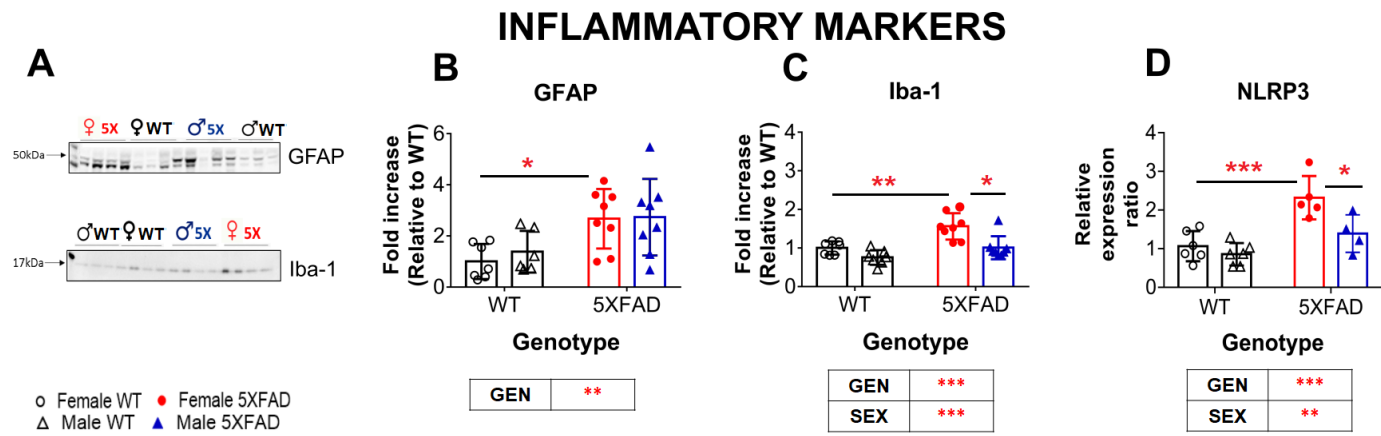 INFLAMMATORY MARKERS
A
♀ 5X ♀ WT ♂ 5X ♂ WT
50kDa GFAP
♂ WT ♀ WT ♂ 5X ♀ 5X
17kDa Iba-1
○ Female WT ● Female 5XFAD
△ Male WT ▲ Male 5XFAD
B
GFAP
Fold increase
(Relative to WT)
6
4
2
0
*
WT 5XFAD
Genotype
GEN **
C
Iba-1
Fold increase
(Relative to WT)
4
3
2
1
0
** *
WT 5XFAD
Genotype
GEN ***
SEX ***
D
NLRP3
Relative
expression
ratio
4
3
2
1
0
*** *
WT 5XFAD
Genotype
GEN ***
SEX **